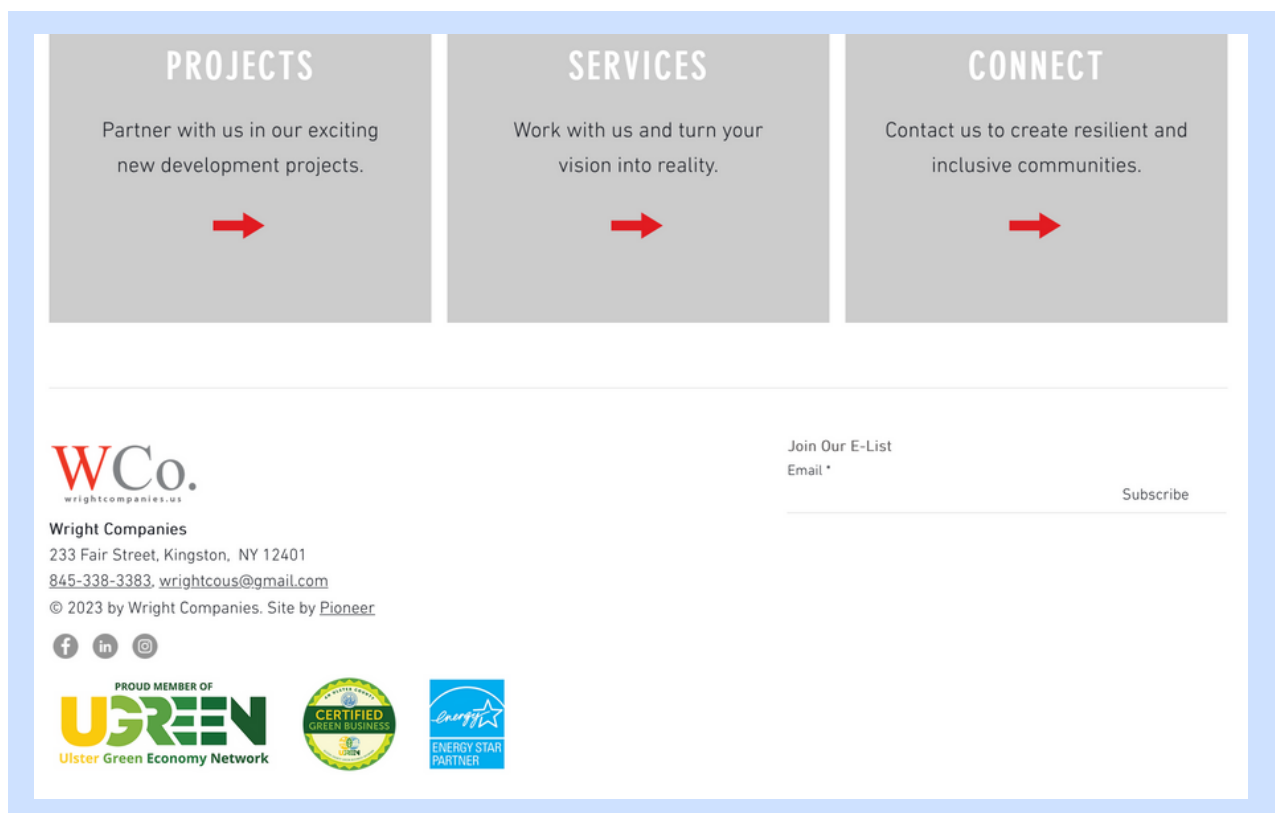 PROJECTS
Partner with us in our exciting
new development projects.
SERVICES
Work with us and turn your
vision into reality.
CONNECT
Contact us to create resilient and
inclusive communities.
WCo.
wrightcompanies.us
Wright Companies
233 Fair Street, Kingston, NY 12401
845-338-3383, wrightcous@gmail.com
© 2023 by Wright Companies. Site by Pioneer
Join Our E-List
Email *
Subscribe
PROUD MEMBER OF
UGREEN
Ulster Green Economy Network
CERTIFIED
GREEN BUSINESS
UGREEN
energy
ENERGY STAR
PARTNER